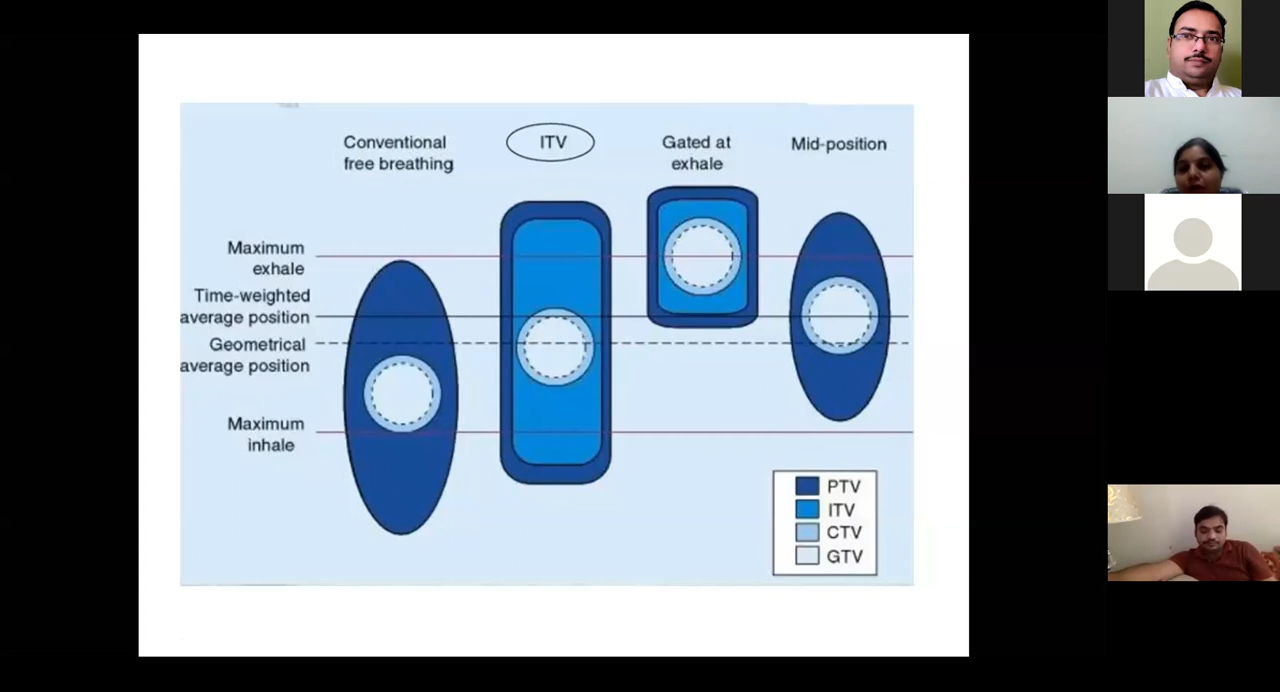 Conventional
free breathing
ITV
Gated at
exhale
Mid-position
Maximum
exhale
Time-weighted
average position
Geometrical
average position
Maximum
inhale
PTV
ITV
CTV
GTV